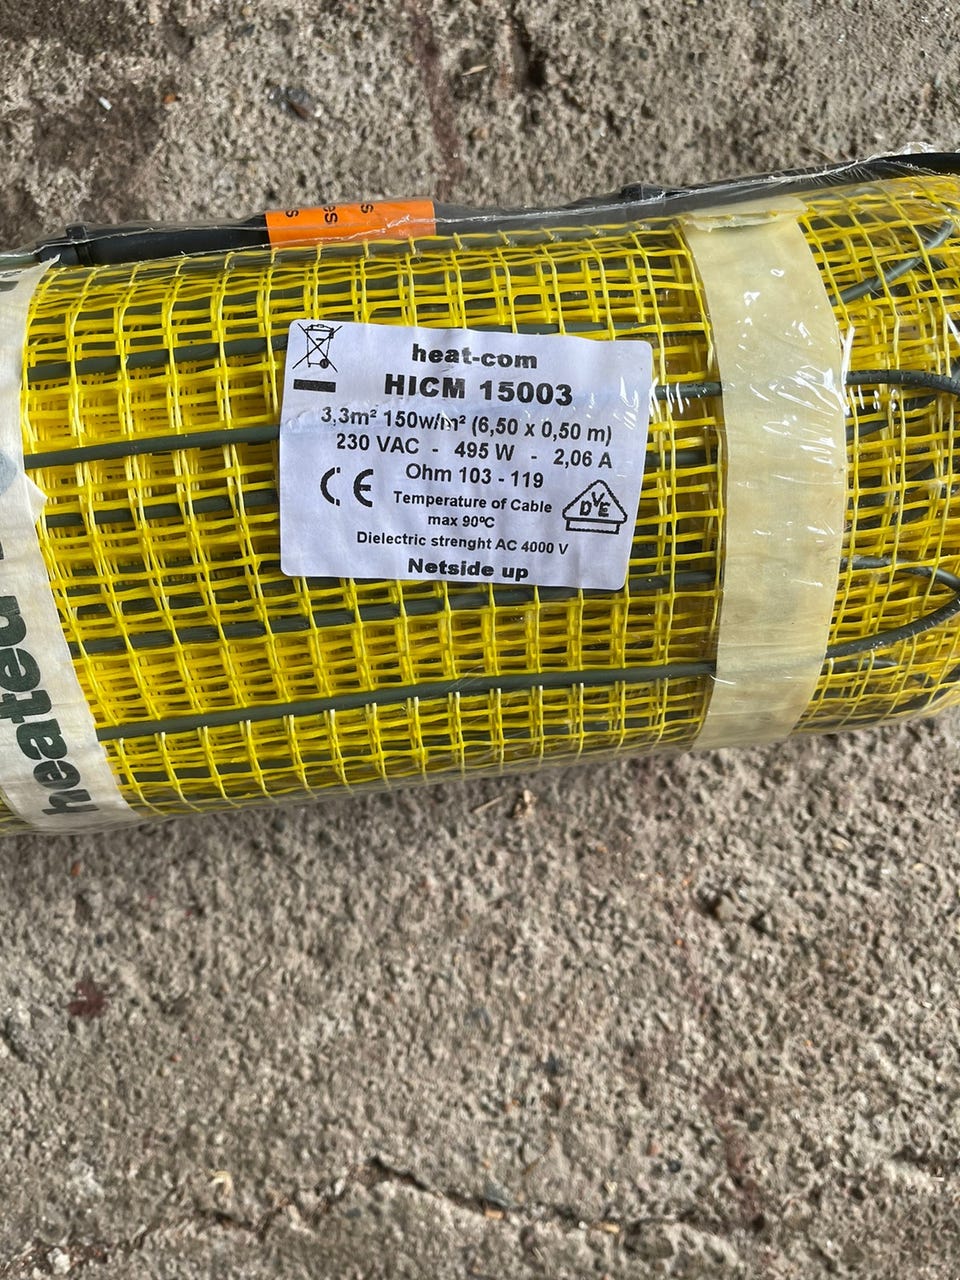 heat-com
HICM 15003
3,3m² 150w/m² (6,50 x 0,50 m)
230 VAC - 495 W - 2,06 A
Ohm 103 - 119
CE
Temperature of Cable
max 90ºC
DVE
Dielectric strenght AC 4000 V
Netside up
heated